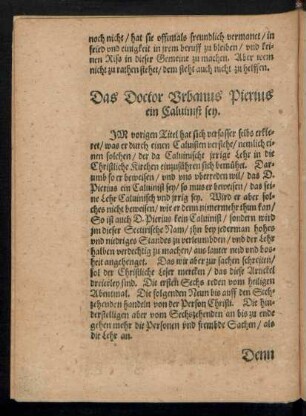 noch nicht / hat sie offtmals freundlich vermanet / in
fried vnd einigkeit in jrem beruff zu bleiben / vnd kei-
nen Riss in dieser Gemeine zu machen. Aber wem
nicht zu rathen stehet / dem steht auch nicht zu helffen.
Das Doctor Vrbanus Pierius
ein Caluinist sey.
IM vorigen Titel hat sich verfasser selbs erkle-
ret / was er durch einen Caluisten verstehe / nemlich ei-
nen solchen / der da Caluinische jrrige Lehr in die
Christliche Kirchen einzuführen sich bemühet. Dar-
umb so er beweisen / vnd vns vberreden wil / das D.
Pierius ein Caluinist sey / so mus er beweisen / das sei-
ne Lehr Caluinisch vnd jrrig sey. Wird er aber sol-
ches nicht beweisen / wie er denn nimermehr thun kan /
So ist auch D. Pierius kein Caluinist / sondern wird
jm dieser Sectirische Nam / jhn bey jederman hohes
vnd nidriges Standes zu verleumbden / vnd der Lehr
halben verdechtig zu machen / aus lauter neid vnd bos-
heit angehenget. Das wir aber zur sachen schreiten /
sol der Christliche Leser mercken / das diese Artickel
dreierley sind. Die ersten Sechs reden vom heiligen
Abentmal. Die folgenden Neun bis auff den Sech-
zehenden handeln von der Person Christi. Die hin-
derstelligen aber vom Sechszehenden an bis zu ende
gehen mehr die Personen vnd frembde Sachen / als
die Lehr an.
Denn